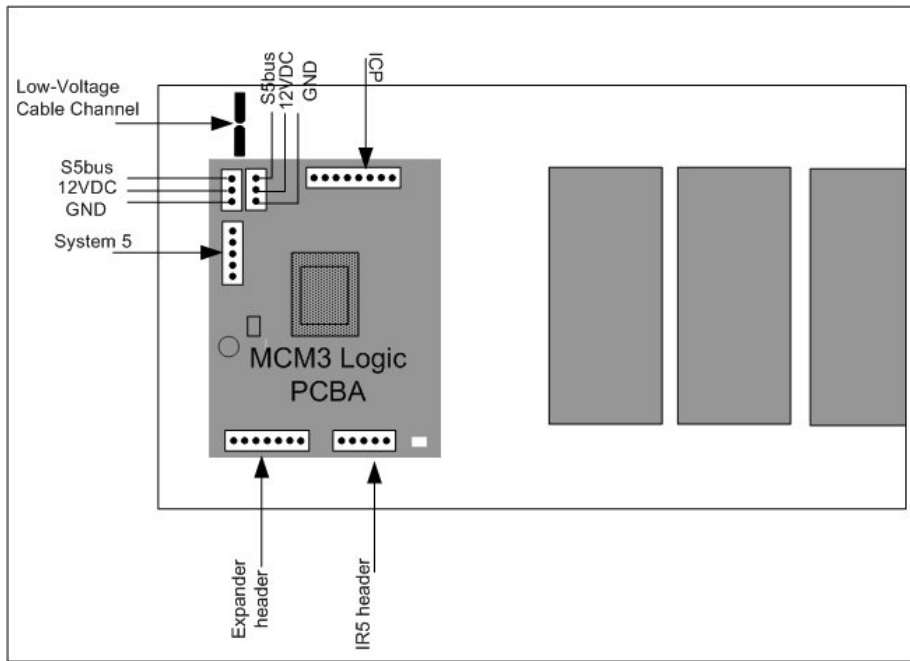 Low-Voltage
Cable Channel
S5bus
12VDC
GND
ICP
S5bus
12VDC
GND
System 5
MCM3 Logic
PCBA
Expander
header
IR5 header